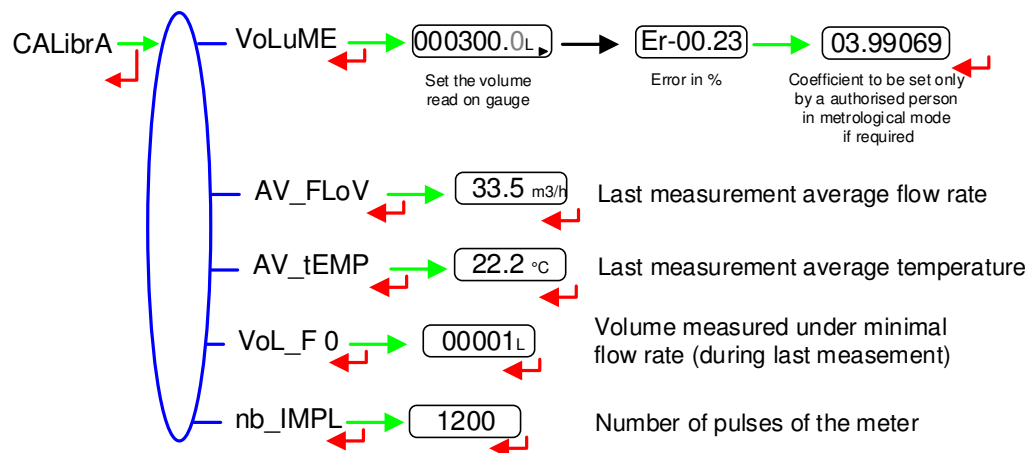 CALibrA
VoLuME
000300.0L
Er-00.23
03.99069
Set the volume
read on gauge
Error in %
Coefficient to be set only
by a authorised person
in metrological mode
if required
AV_FLoV
33.5 m3/h
Last measurement average flow rate
AV_tEMP
22.2 °C
Last measurement average temperature
VoL_F 0
00001L
Volume measured under minimal
flow rate (during last measement)
nb_IMPL
1200
Number of pulses of the meter